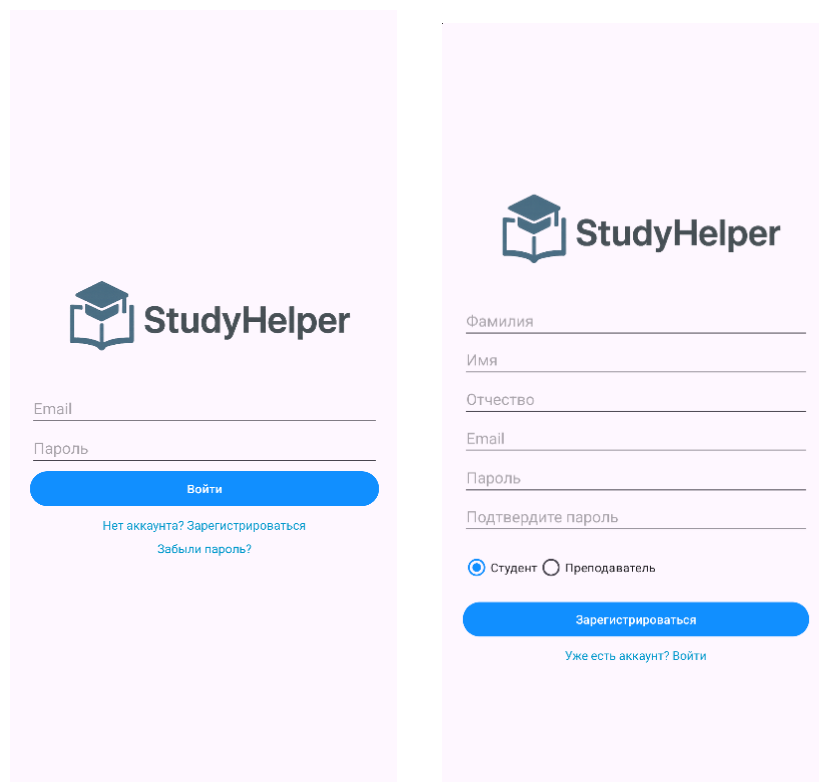 StudyHelper
Email
Пароль
Войти
Нет аккаунта? Зарегистрироваться
Забыли пароль?
StudyHelper
Фамилия
Имя
Отчество
Email
Пароль
Подтвердите пароль
Студент Преподаватель
Зарегистрироваться
Уже есть аккаунт? Войти